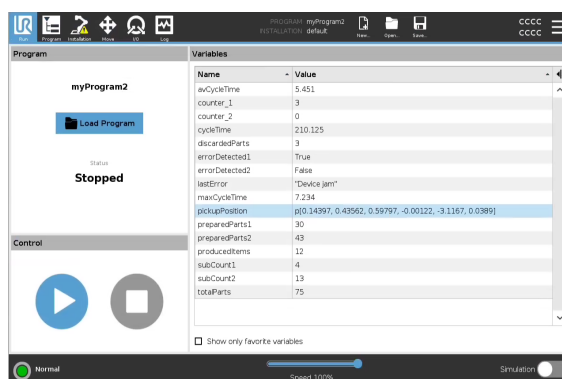 UR
Run
Program
Installation
Move
I/O
Log
PROGRAM myProgram2
INSTALLATION default
New...
Open...
Save...
CCCC
CCCC
Program
myProgram2
Load Program
Status
Stopped
Control
Variables
Name Value
avCycleTime 5.451
counter_1 3
counter_2 0
cycleTime 210.125
discardedParts 3
errorDetected1 True
errorDetected2 False
lastError "Device jam"
maxCycleTime 7.234
pickupPosition p[0.14397, 0.43562, 0.59797, -0.00122, -3.1167, 0.0389]
preparedParts1 30
preparedParts2 43
producedItems 12
subCount1 4
subCount2 13
totalParts 75
Show only favorite variables
Normal
Speed 100%
Simulation